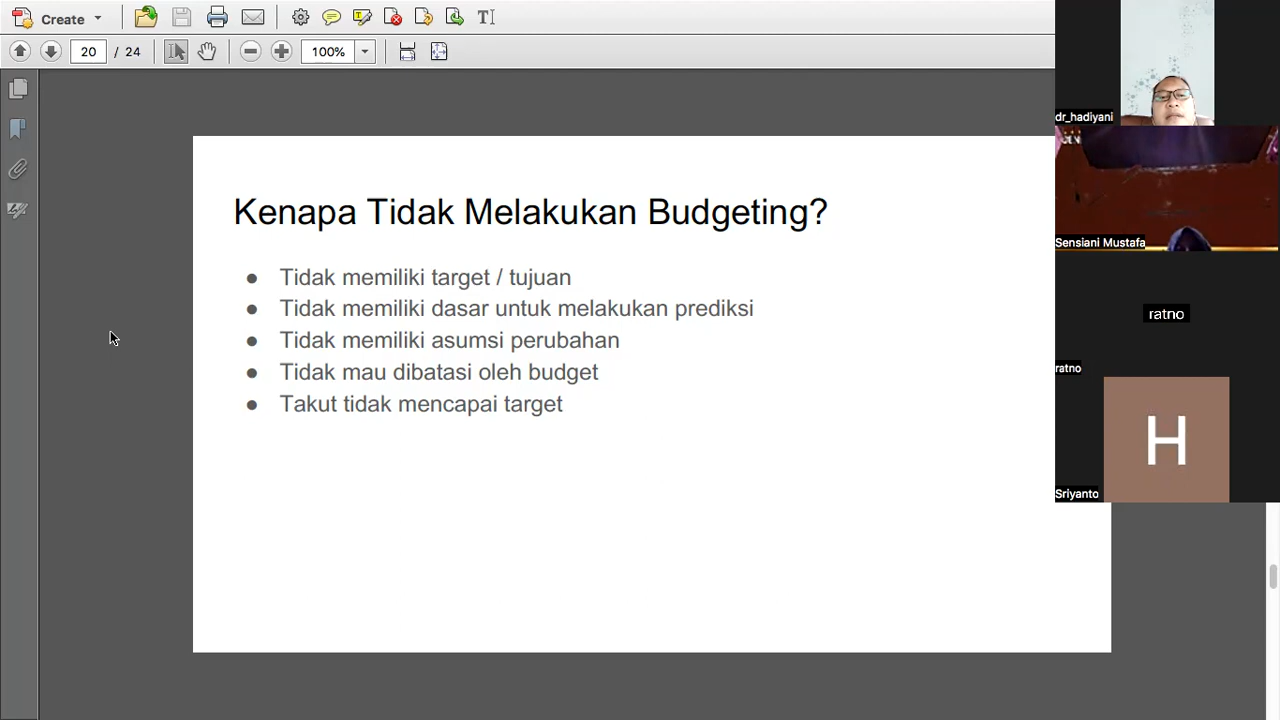 Create
20 / 24
100%
Kenapa Tidak Melakukan Budgeting?
● Tidak memiliki target / tujuan
● Tidak memiliki dasar untuk melakukan prediksi
● Tidak memiliki asumsi perubahan
● Tidak mau dibatasi oleh budget
● Takut tidak mencapai target
dr_hadiyani
Sensiani Mustafa
ratno
ratno
H
Sriyanto